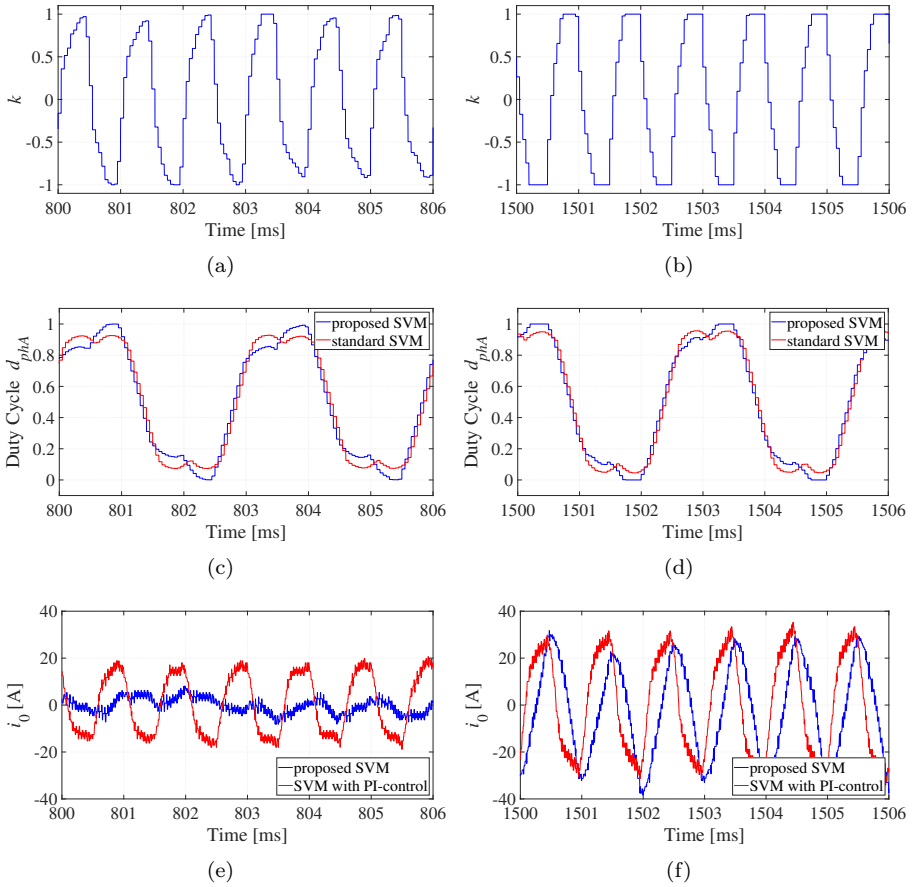 1
0.5
0
-0.5
-1
k
800 801 802 803 804 805 806
Time [ms]
(a)
1
0.5
0
-0.5
-1
k
1500 1501 1502 1503 1504 1505 1506
Time [ms]
(b)
1
0.8
0.6
0.4
0.2
0
Duty Cycle d_phA
proposed SVM
standard SVM
800 801 802 803 804 805 806
Time [ms]
(c)
1
0.8
0.6
0.4
0.2
0
Duty Cycle d_phA
proposed SVM
standard SVM
1500 1501 1502 1503 1504 1505 1506
Time [ms]
(d)
40
20
0
-20
-40
i_0 [A]
proposed SVM
SVM with PI-control
800 801 802 803 804 805 806
Time [ms]
(e)
40
20
0
-20
-40
i_0 [A]
proposed SVM
SVM with PI-control
1500 1501 1502 1503 1504 1505 1506
Time [ms]
(f)